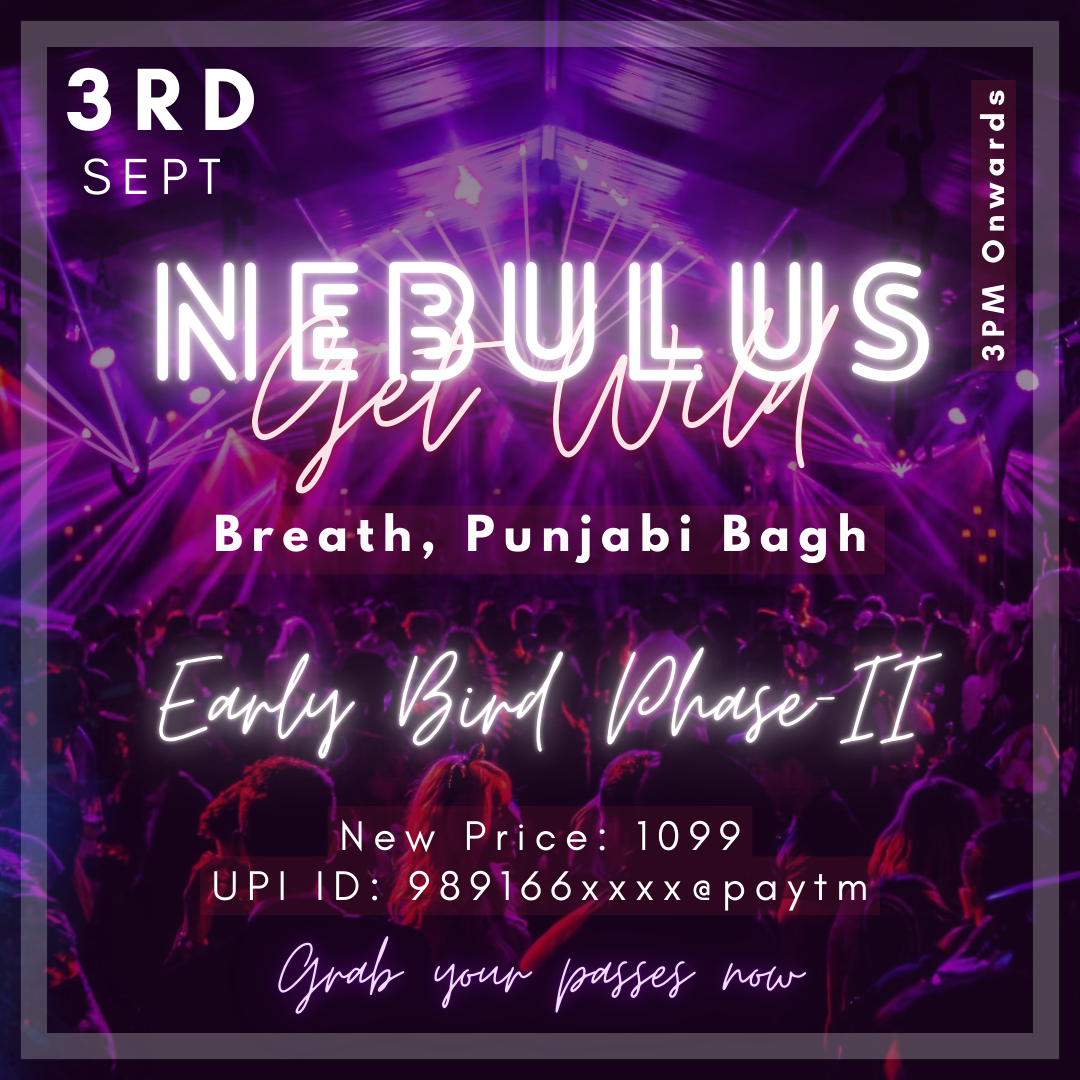 3RD
SEPT
3PM Onwards
NEBULUS
Get Wild
Breath, Punjabi Bagh
Early Bird Phase-II
New Price: 1099
UPI ID: 989166xxxx@paytm
Grab your passes now